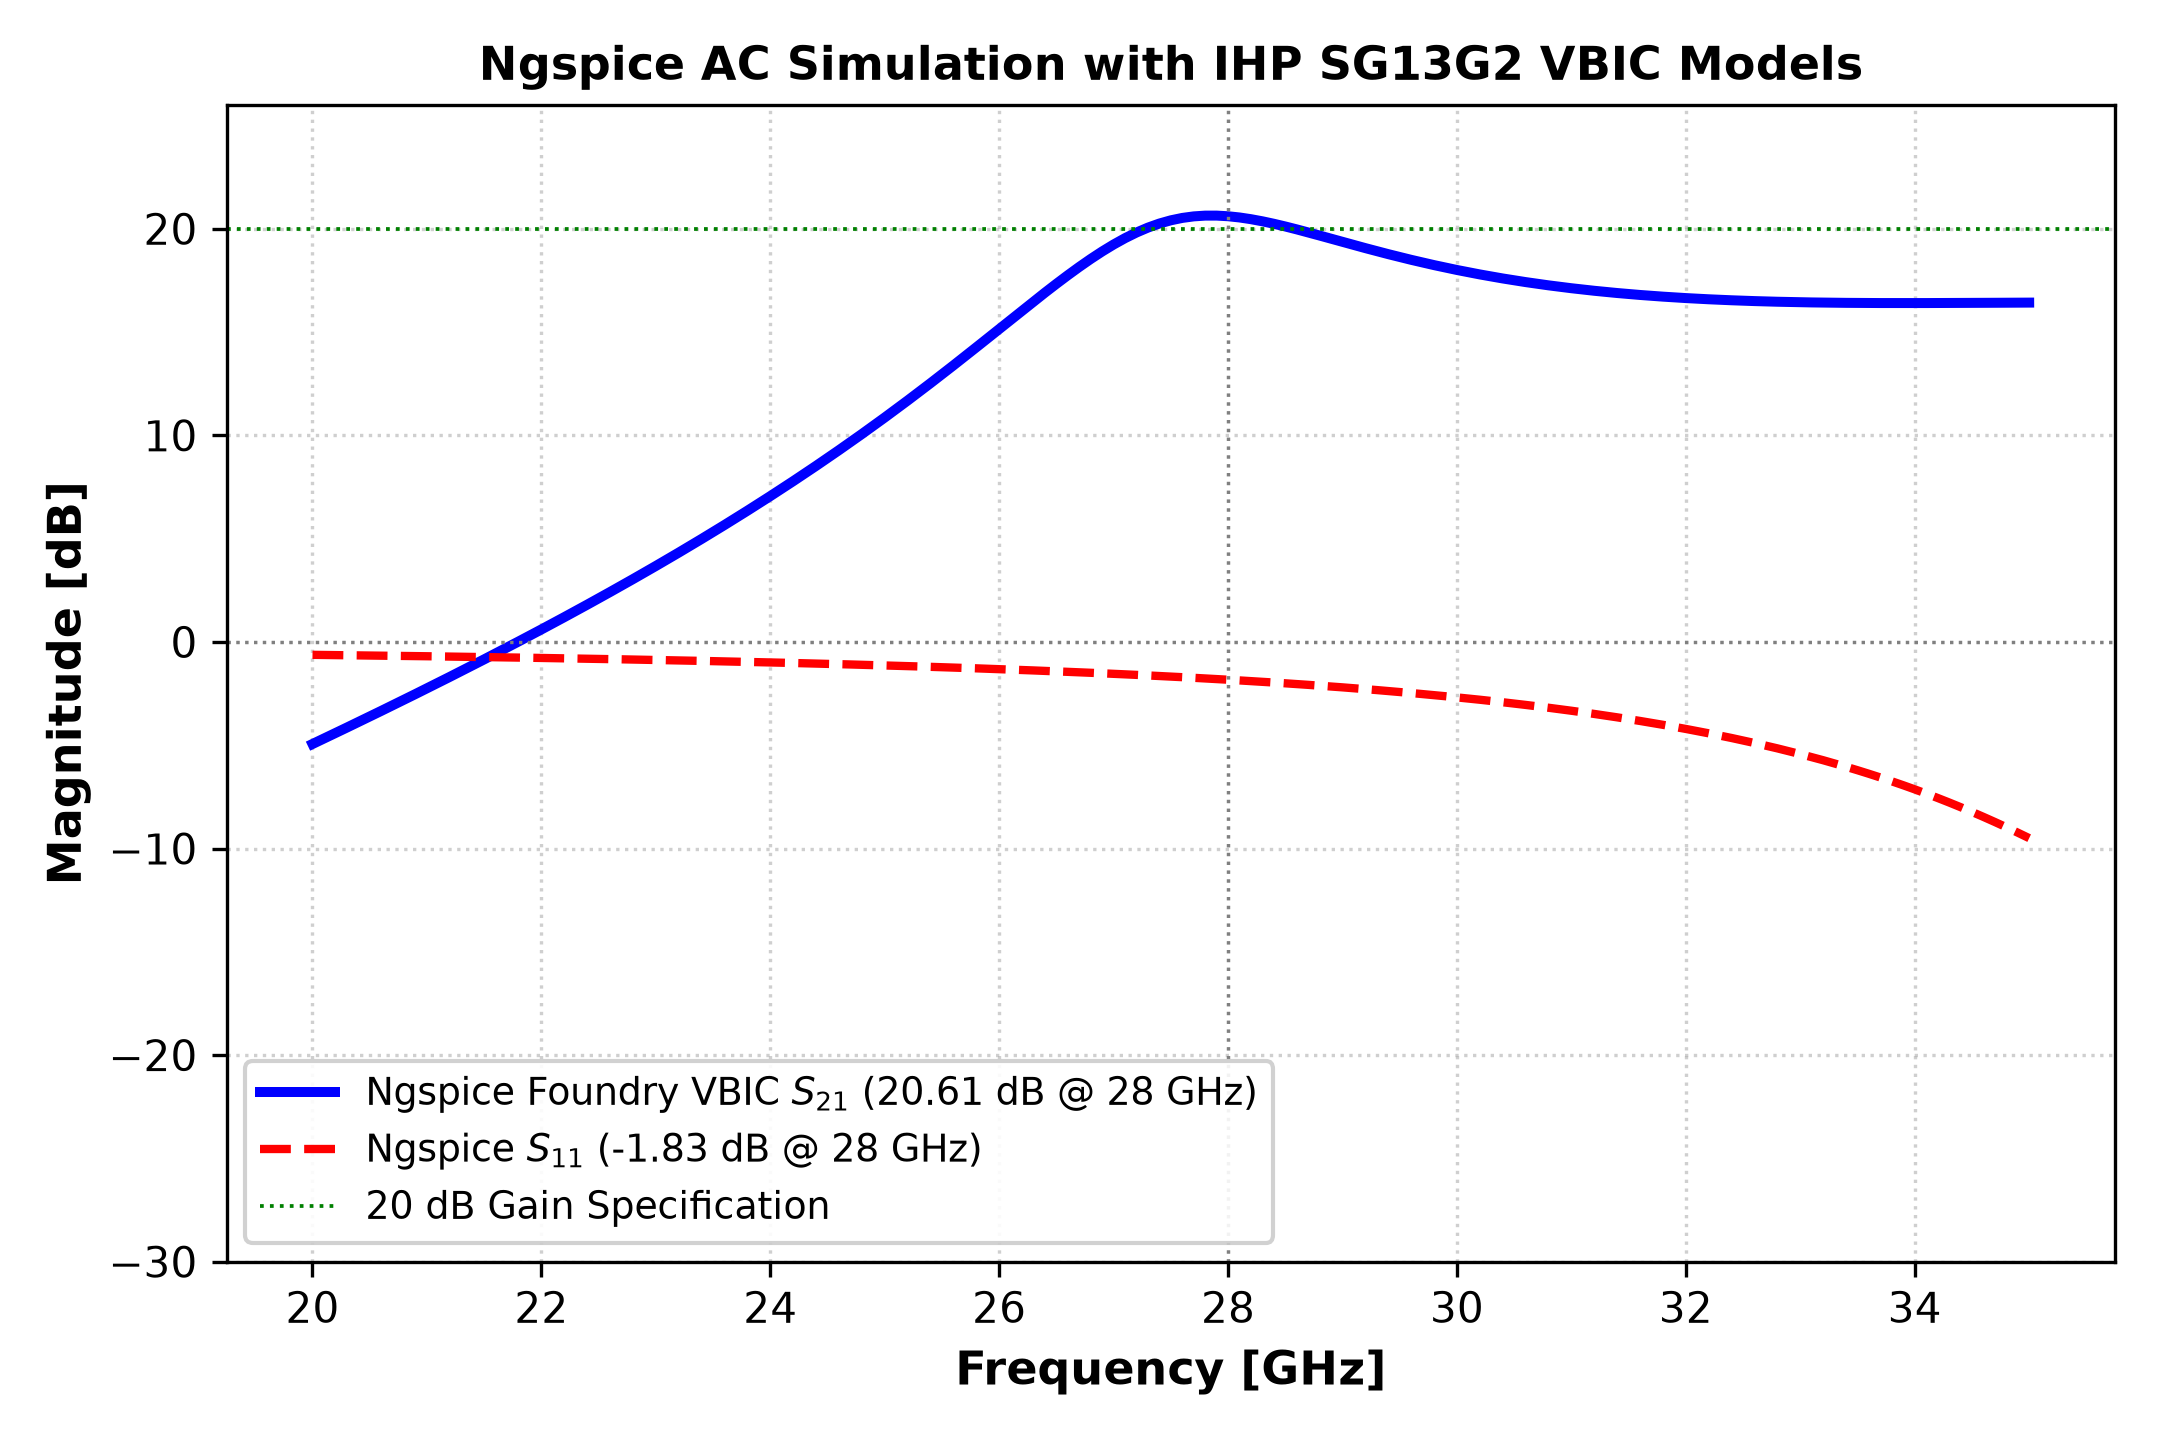 Ngspice AC Simulation with IHP SG13G2 VBIC Models
Magnitude [dB]
20
10
0
−10
−20
−30
Ngspice Foundry VBIC S21 (20.61 dB @ 28 GHz)
Ngspice S11 (-1.83 dB @ 28 GHz)
20 dB Gain Specification
20 22 24 26 28 30 32 34
Frequency [GHz]